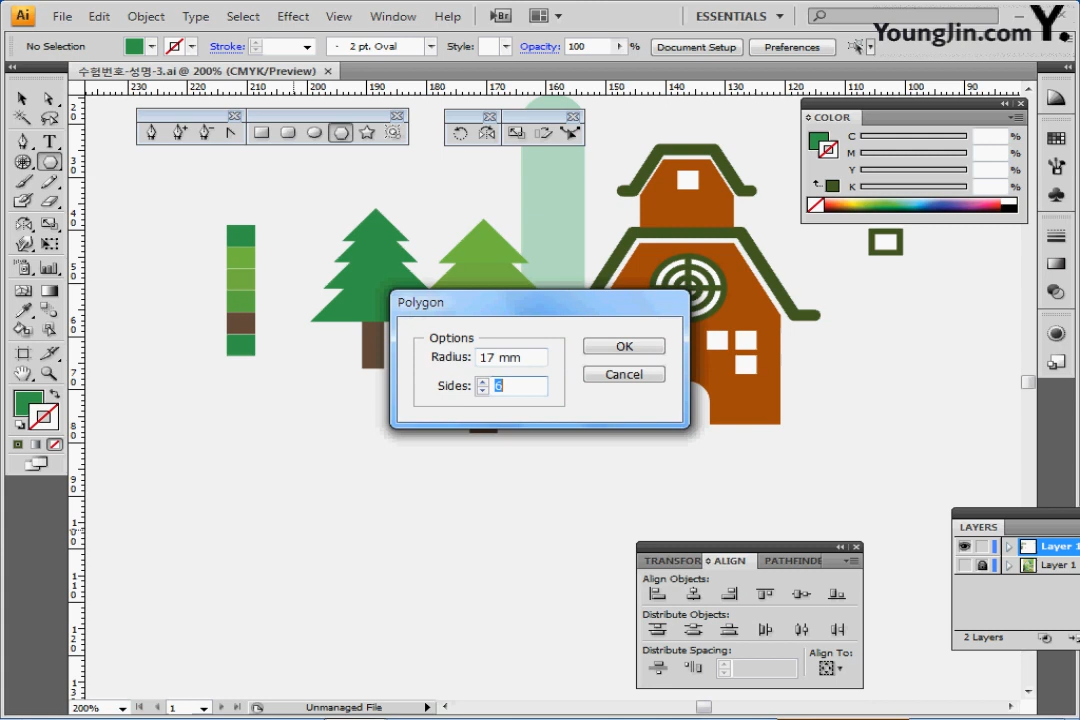 Ai File Edit Object Type Select Effect View Window Help Br ESSENTIALS
YoungJin.com Y.
No Selection Stroke: 2 pt. Oval Style: Opacity: 100 Document Setup Preferences
수험번호-성명-3.ai @ 200% (CMYK/Preview)
230 220 210 200 190 180 170 160 150 140 130 120 110 100 90
COLOR
C %
M %
Y %
K %
Polygon
Options
Radius: 17 mm
Sides: 6
OK
Cancel
LAYERS
Layer 1
Layer 1
2 Layers
TRANSFOR ALIGN PATHFINDE
Align Objects:
Distribute Objects:
Distribute Spacing: Align To:
200% 1 Unmanaged File